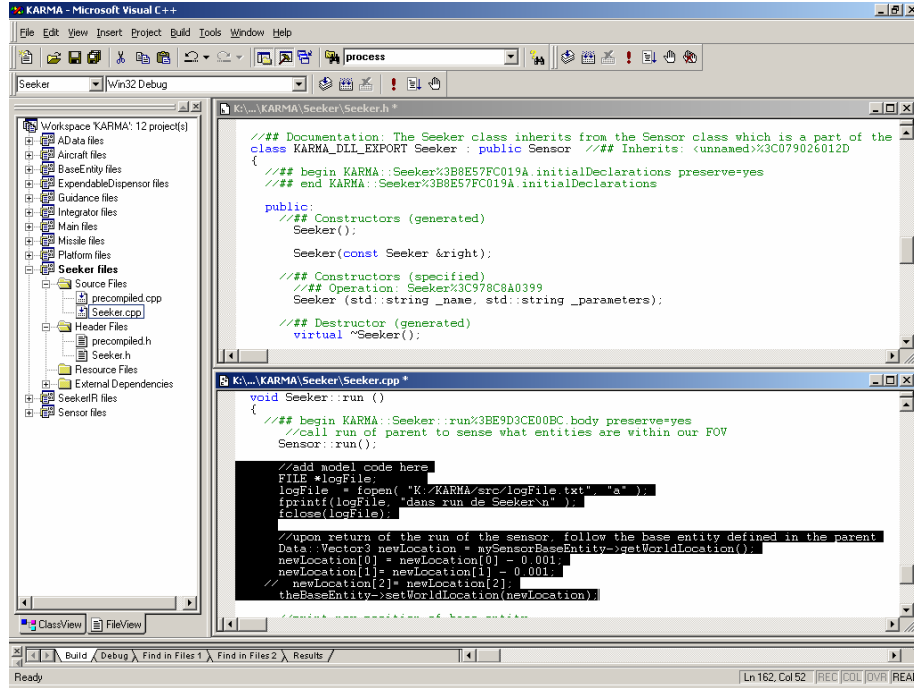 KARMA - Microsoft Visual C++
File Edit View Insert Project Build Tools Window Help
process
Seeker Win32 Debug
Workspace 'KARMA': 12 project(s)
AData files
Aircraft files
BaseEntity files
ExpendableDispensor files
Guidance files
Integrator files
Main files
Missile files
Platform files
Seeker files
Source Files
precompiled.cpp
Seeker.cpp
Header Files
precompiled.h
Seeker.h
Resource Files
External Dependencies
SeekerIR files
Sensor files
ClassView FileView
K:\...\KARMA\Seeker\Seeker.h *
//## Documentation: The Seeker class inherits from the Sensor class which is a part of the
class KARMA_DLL_EXPORT Seeker : public Sensor //## Inherits: <unnamed>%3C079026012D
{
//## begin KARMA::Seeker%3B8E57FC019A.initialDeclarations preserve=yes
//## end KARMA::Seeker%3B8E57FC019A.initialDeclarations
public:
//## Constructors (generated)
Seeker();
Seeker(const Seeker &right);
//## Constructors (specified)
//## Operation: Seeker%3C978C8A0399
Seeker (std::string _name, std::string _parameters);
//## Destructor (generated)
virtual ~Seeker();
K:\...\KARMA\Seeker\Seeker.cpp *
void Seeker::run ()
{
//## begin KARMA::Seeker::run%3BE9D3CE00BC.body preserve=yes
//call run of parent to sense what entities are within our FOV
Sensor::run();
//add model code here
FILE *logFile;
logFile = fopen( "K:/KARMA/src/logFile.txt", "a" );
fprintf(logFile, "dans run de Seeker\n" );
fclose(logFile);
//upon return of the run of the sensor, follow the base entity defined in the parent
Data::Vector3 newLocation = mySensorBaseEntity->getWorldLocation();
newLocation[0] = newLocation[0] - 0.001;
newLocation[1]= newLocation[1] - 0.001;
// newLocation[2]= newLocation[2];
theBaseEntity->setWorldLocation(newLocation);
//print new position of base entity
Build Debug Find in Files 1 Find in Files 2 Results
Ready Ln 162, Col 52 REC COL OVR REA